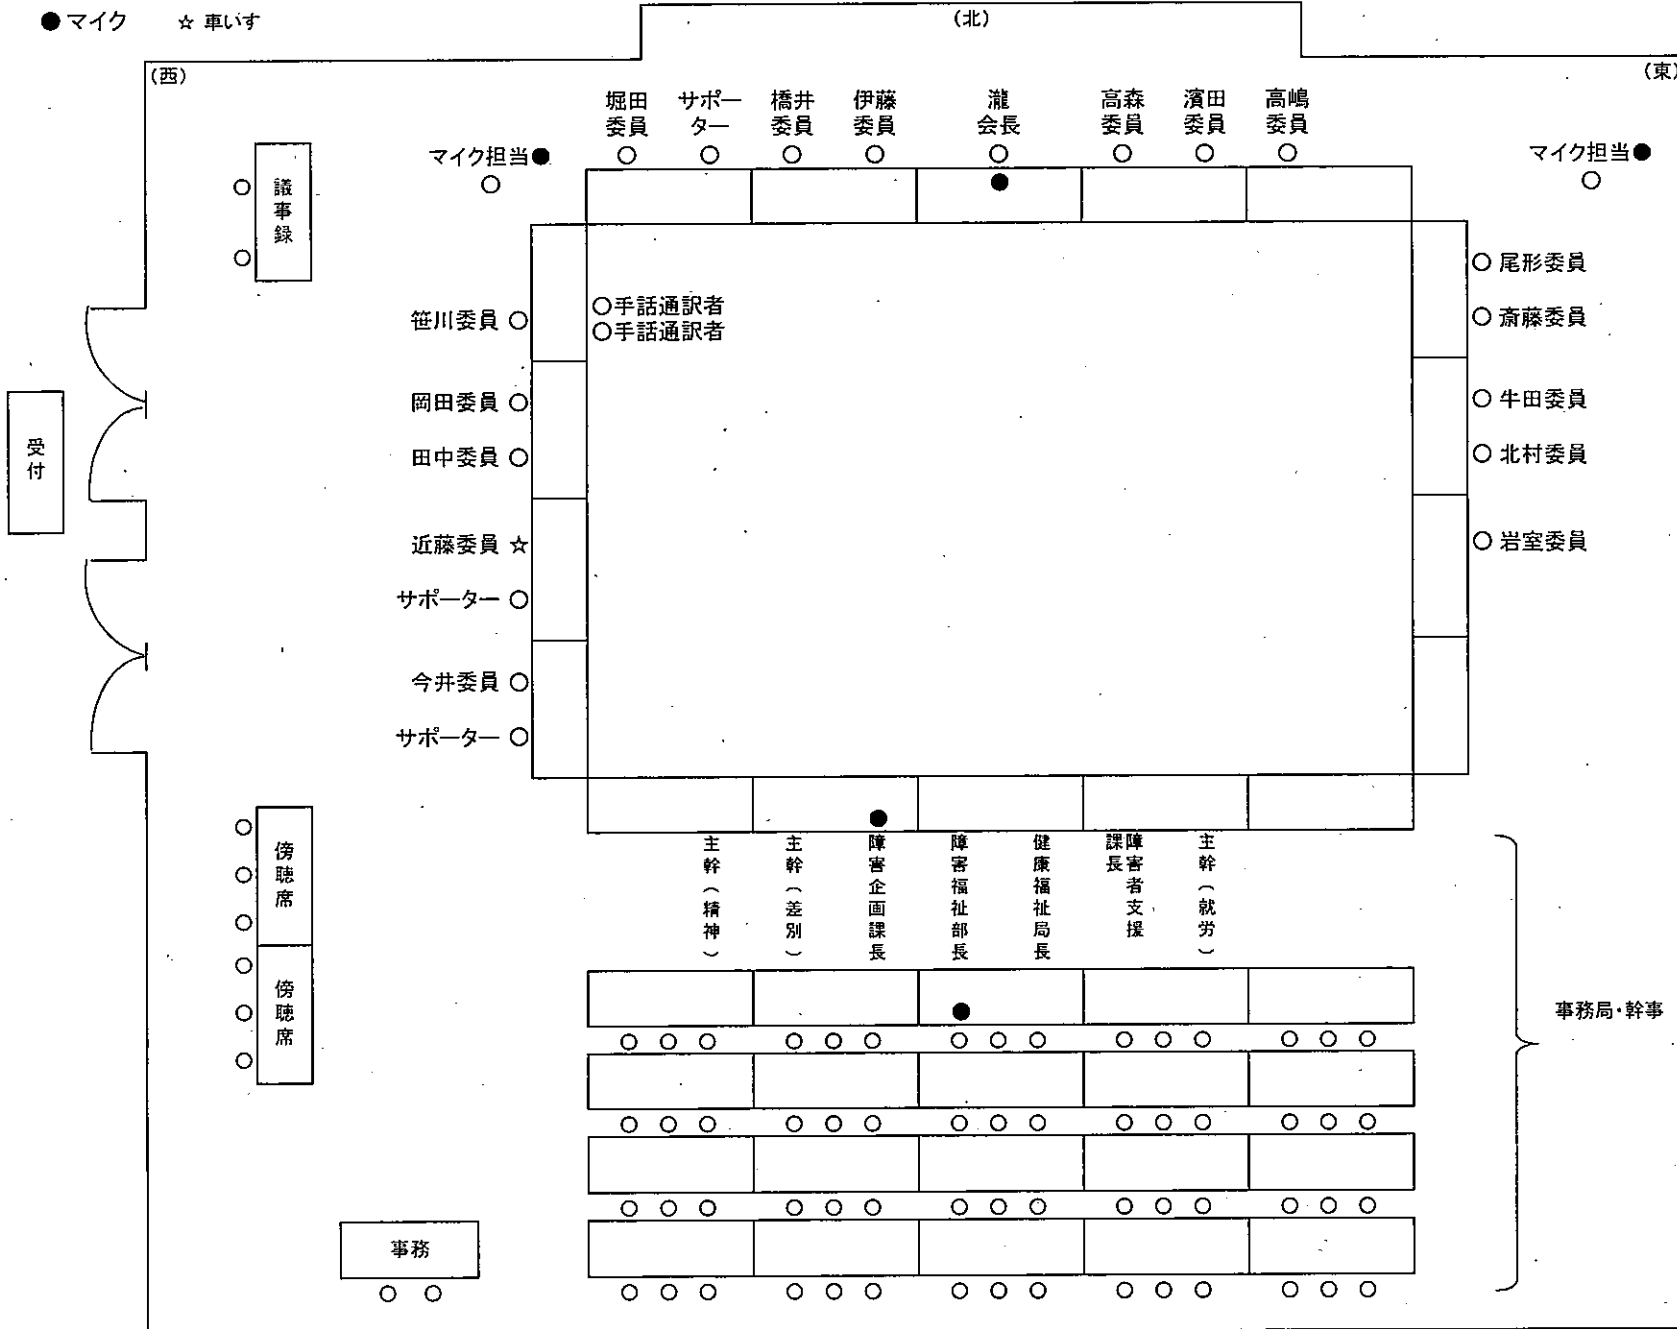 ● マイク ☆ 車いす
(北)
(西)
(東)
堀田委員
サポーター
橋井委員
伊藤委員
瀧会長
高森委員
濱田委員
高嶋委員
マイク担当●
マイク担当●
議事録
○尾形委員
○手話通訳者
○手話通訳者
笹川委員○
○斎藤委員
岡田委員○
○牛田委員
受付
田中委員○
○北村委員
近藤委員☆
○岩室委員
サポーター○
今井委員○
サポーター○
主幹(精神)
主幹(差別)
障害企画課長
障害福祉部長
健康福祉局長
障害者支援課長
主幹(就労)
傍聴席
傍聴席
事務局・幹事
事務